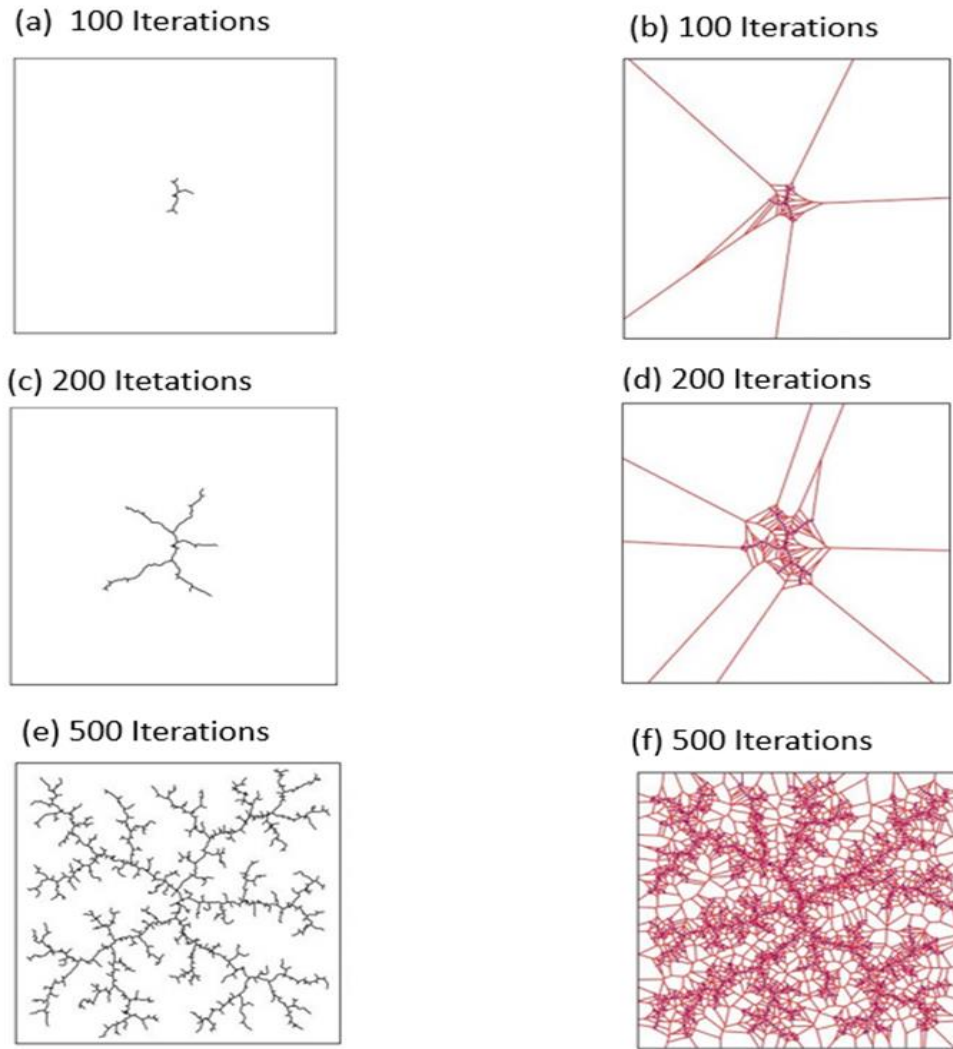 (a) 100 Iterations
(b) 100 Iterations
(c) 200 Itetations
(d) 200 Iterations
(e) 500 Iterations
(f) 500 Iterations